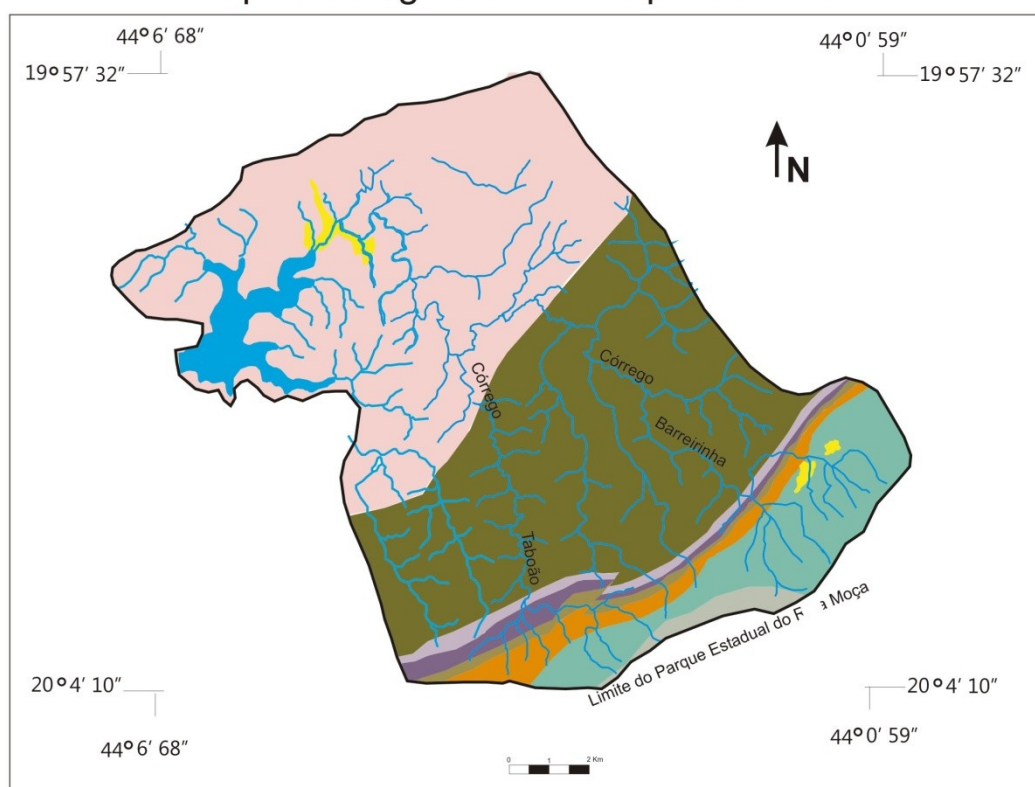 44° 6' 68"
44° 0' 59"
19° 57' 32"
19° 57' 32"
N
Córrego
Córrego
Barreirinha
Taboão
Limite do Parque Estadual do Moça
20° 4' 10"
20° 4' 10"
44° 6' 68"
44° 0' 59"
0 1 2 Km